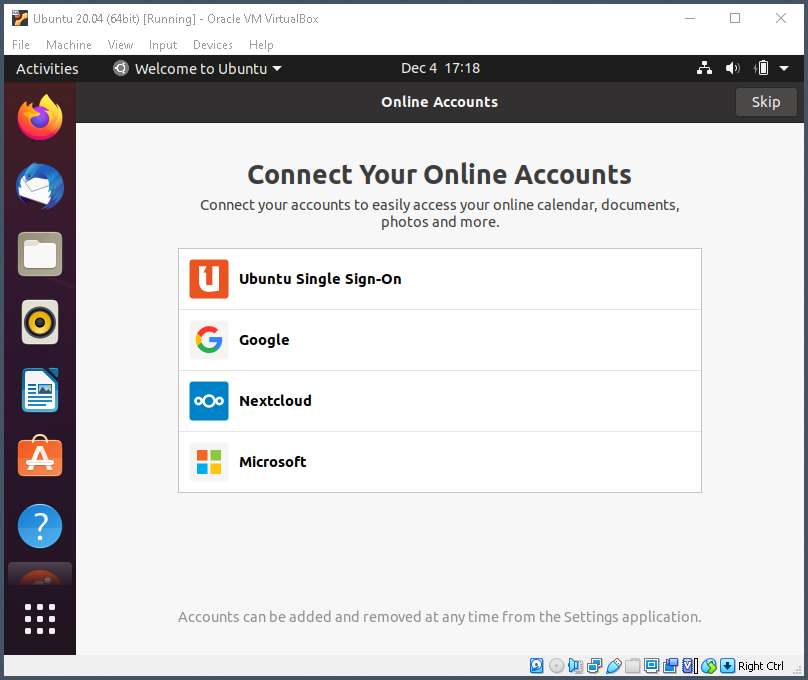 Ubuntu 20.04 (64bit) [Running] - Oracle VM VirtualBox
File Machine View Input Devices Help
Activities Welcome to Ubuntu Dec 4 17:18
Online Accounts Skip
Connect Your Online Accounts
Connect your accounts to easily access your online calendar, documents,
photos and more.
Ubuntu Single Sign-On
Google
Nextcloud
Microsoft
Accounts can be added and removed at any time from the Settings application.
Right Ctrl